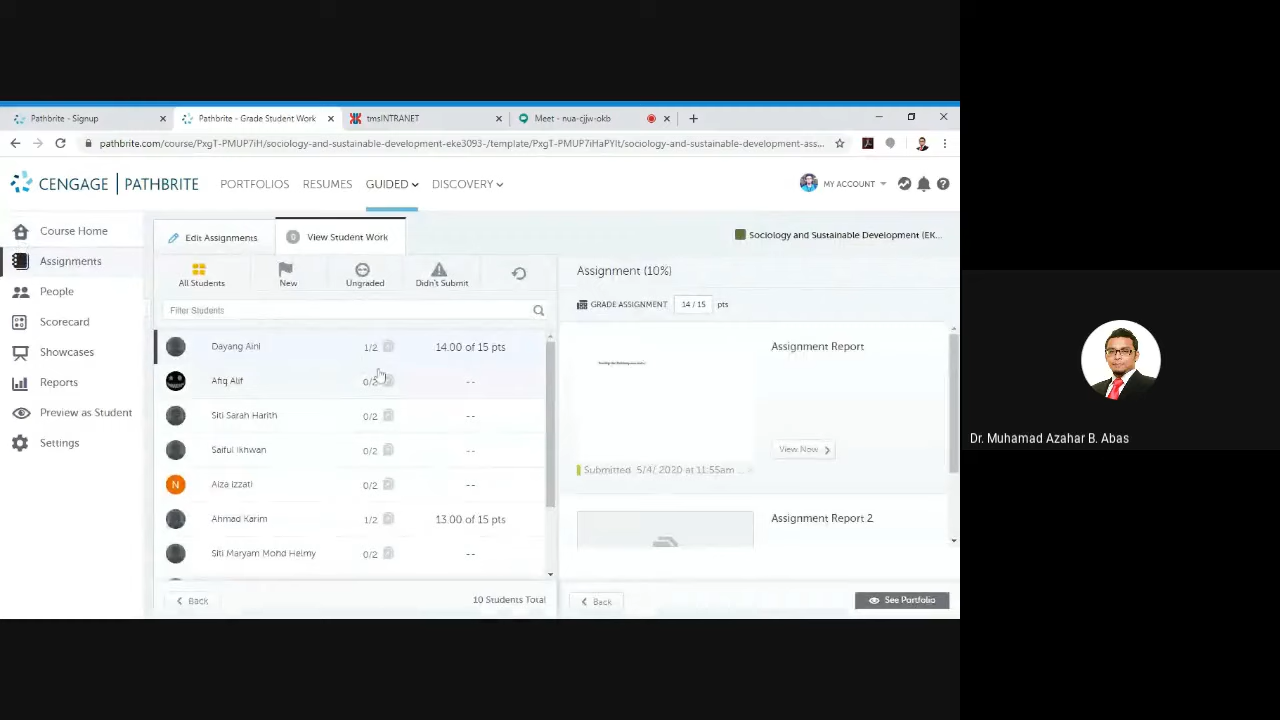 Pathbrite - Signup
Pathbrite - Grade Student Work
tmsINTRANET
Meet - nua-cjjw-okb
pathbrite.com/course/PxgT-PMUP7iH/sociology-and-sustainable-development-eke3093-/template/PxgT-PMUP7iHaPYlt/sociology-and-sustainable-development-ass...
CENGAGE | PATHBRITE
PORTFOLIOS
RESUMES
GUIDED
DISCOVERY
MY ACCOUNT
Course Home
Assignments
People
Scorecard
Showcases
Reports
Preview as Student
Settings
Edit Assignments
0 View Student Work
Sociology and Sustainable Development (EK...
All Students
New
Ungraded
Didn't Submit
Filter Students
Dayang Aini 1/2 14.00 of 15 pts
Afiq Alif 0/2 --
Siti Sarah Harith 0/2 --
Saiful Ikhwan 0/2 --
N Aiza Izzati 0/2 --
Ahmad Karim 1/2 13.00 of 15 pts
Siti Maryam Mohd Helmy 0/2 --
Back
10 Students Total
Assignment (10%)
GRADE ASSIGNMENT 14 / 15 pts
Assignment Report
View Now
Submitted 5/4/ 2020 at 11:55am ...
Assignment Report 2
Back
See Portfolio
Dr. Muhamad Azahar B. Abas